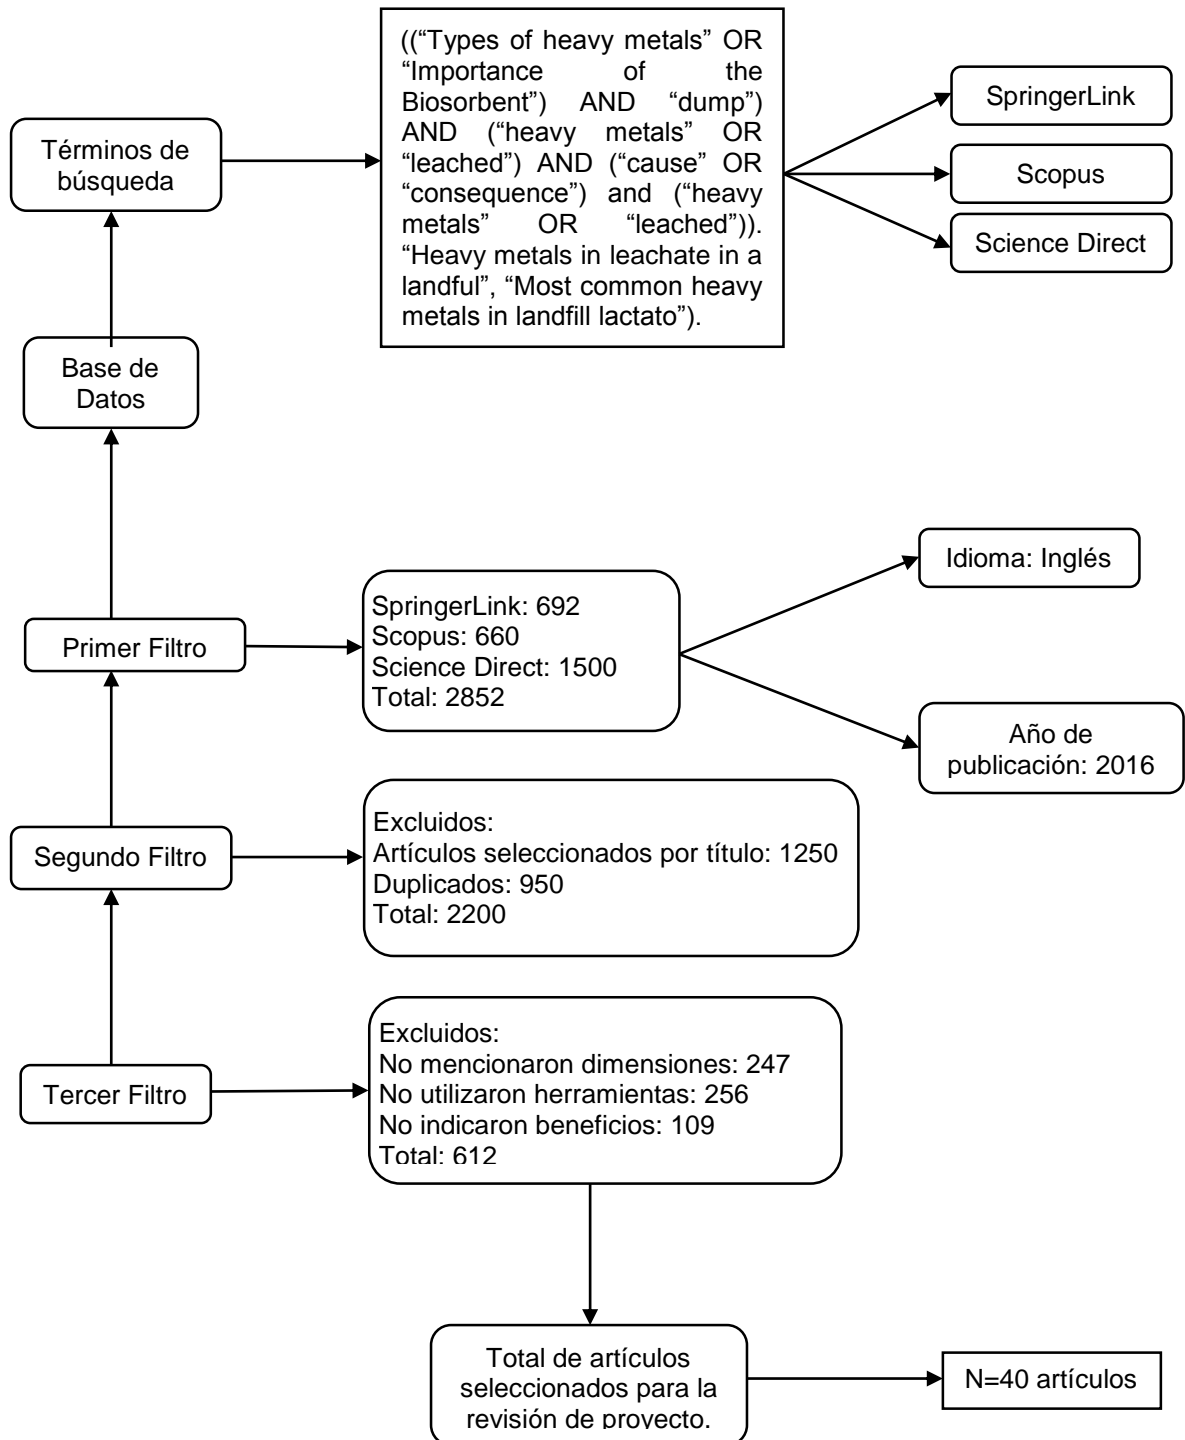 ((“Types of heavy metals” OR
“Importance of the
Biosorbent”) AND “dump”)
AND (“heavy metals” OR
“leached”) AND (“cause” OR
“consequence”) and (“heavy
metals” OR “leached”)).
“Heavy metals in leachate in a
landful”, “Most common heavy
metals in landfill lactato”).
Términos de
búsqueda
SpringerLink
Scopus
Science Direct
Base de
Datos
Primer Filtro
SpringerLink: 692
Scopus: 660
Science Direct: 1500
Total: 2852
Idioma: Inglés
Año de
publicación: 2016
Segundo Filtro
Excluidos:
Artículos seleccionados por título: 1250
Duplicados: 950
Total: 2200
Tercer Filtro
Excluidos:
No mencionaron dimensiones: 247
No utilizaron herramientas: 256
No indicaron beneficios: 109
Total: 612
Total de artículos
seleccionados para la
revisión de proyecto.
N=40 artículos